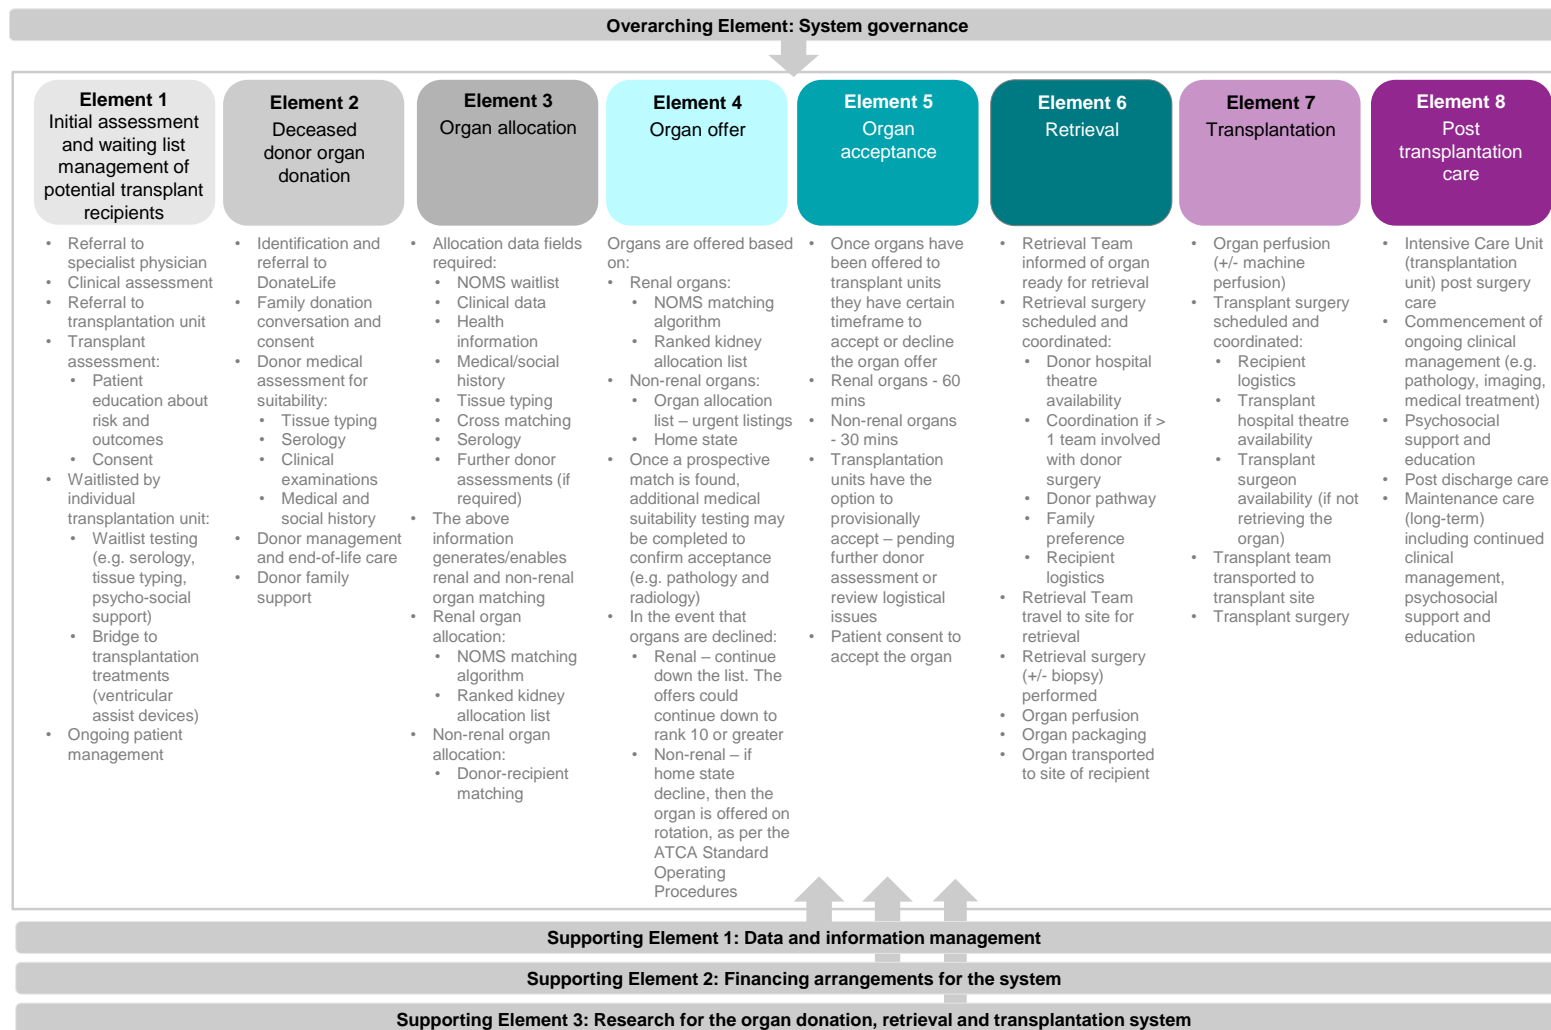 Overarching Element: System governance
Element 1
Initial assessment
and waiting list
management of
potential transplant
recipients
• Referral to
specialist physician
• Clinical assessment
• Referral to
transplantation unit
• Transplant
assessment:
• Patient
education about
risk and
outcomes
• Consent
• Waitlisted by
individual
transplantation unit:
• Waitlist testing
(e.g. serology,
tissue typing,
psycho-social
support)
• Bridge to
transplantation
treatments
(ventricular
assist devices)
• Ongoing patient
management
Element 2
Deceased
donor organ
donation
• Identification and
referral to
DonateLife
• Family donation
conversation and
consent
• Donor medical
assessment for
suitability:
• Tissue typing
• Serology
• Clinical
examinations
• Medical and
social history
• Donor management
and end-of-life care
• Donor family
support
Element 3
Organ allocation
• Allocation data fields
required:
• NOMS waitlist
• Clinical data
• Health
information
• Medical/social
history
• Tissue typing
• Cross matching
• Serology
• Further donor
assessments (if
required)
• The above
information
generates/enables
renal and non-renal
organ matching
• Renal organ
allocation:
• NOMS matching
algorithm
• Ranked kidney
allocation list
• Non-renal organ
allocation:
• Donor-recipient
matching
Element 4
Organ offer
Organs are offered based
on:
• Renal organs:
• NOMS matching
algorithm
• Ranked kidney
allocation list
• Non-renal organs:
• Organ allocation
list – urgent listings
• Home state
• Once a prospective
match is found,
additional medical
suitability testing may
be completed to
confirm acceptance
(e.g. pathology and
radiology)
• In the event that
organs are declined:
• Renal – continue
down the list. The
offers could
continue down to
rank 10 or greater
• Non-renal – if
home state
decline, then the
organ is offered on
rotation, as per the
ATCA Standard
Operating
Procedures
Element 5
Organ
acceptance
• Once organs have
been offered to
transplant units
they have certain
timeframe to
accept or decline
the organ offer
• Renal organs - 60
mins
• Non-renal organs
- 30 mins
• Transplantation
units have the
option to
provisionally
accept – pending
further donor
assessment or
review logistical
issues
• Patient consent to
accept the organ
Element 6
Retrieval
• Retrieval Team
informed of organ
ready for retrieval
• Retrieval surgery
scheduled and
coordinated:
• Donor hospital
theatre
availability
• Coordination if >
1 team involved
with donor
surgery
• Donor pathway
• Family
preference
• Recipient
logistics
• Retrieval Team
travel to site for
retrieval
• Retrieval surgery
(+/- biopsy)
performed
• Organ perfusion
• Organ packaging
• Organ transported
to site of recipient
Element 7
Transplantation
• Organ perfusion
(+/- machine
perfusion)
• Transplant surgery
scheduled and
coordinated:
• Recipient
logistics
• Transplant
hospital theatre
availability
• Transplant
surgeon
availability (if not
retrieving the
organ)
• Transplant team
transported to
transplant site
• Transplant surgery
Element 8
Post
transplantation
care
• Intensive Care Unit
(transplantation
unit) post surgery
care
• Commencement of
ongoing clinical
management (e.g.
pathology, imaging,
medical treatment)
• Psychosocial
support and
education
• Post discharge care
• Maintenance care
(long-term)
including continued
clinical
management,
psychosocial
support and
education
Supporting Element 1: Data and information management
Supporting Element 2: Financing arrangements for the system
Supporting Element 3: Research for the organ donation, retrieval and transplantation system